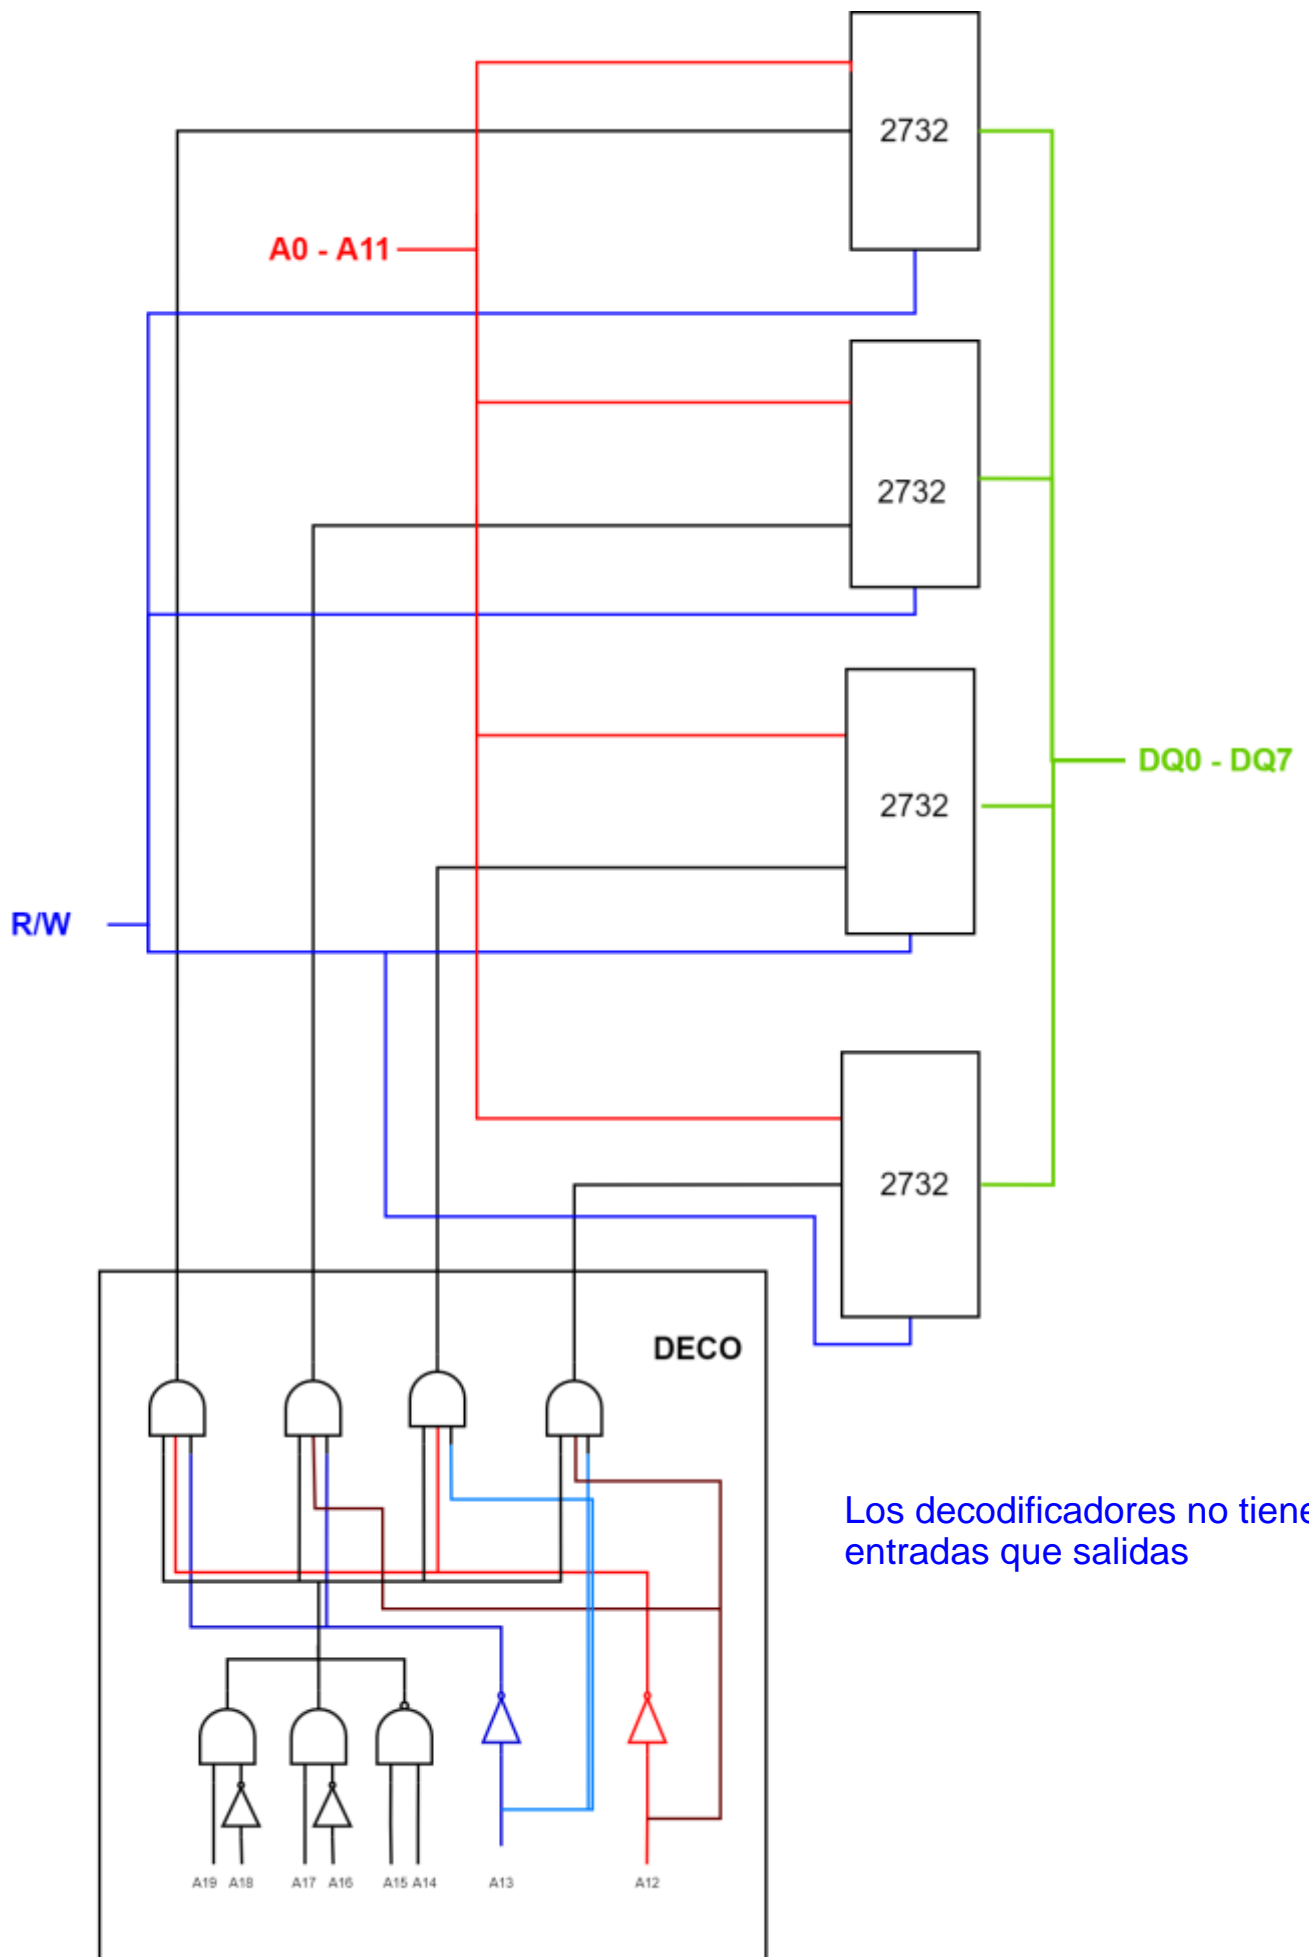 2732
A0 - A11
2732
DQ0 - DQ7
2732
R/W
2732
DECO
Los decodificadores no tiene
entradas que salidas
A19 A18 A17 A16 A15 A14 A13 A12